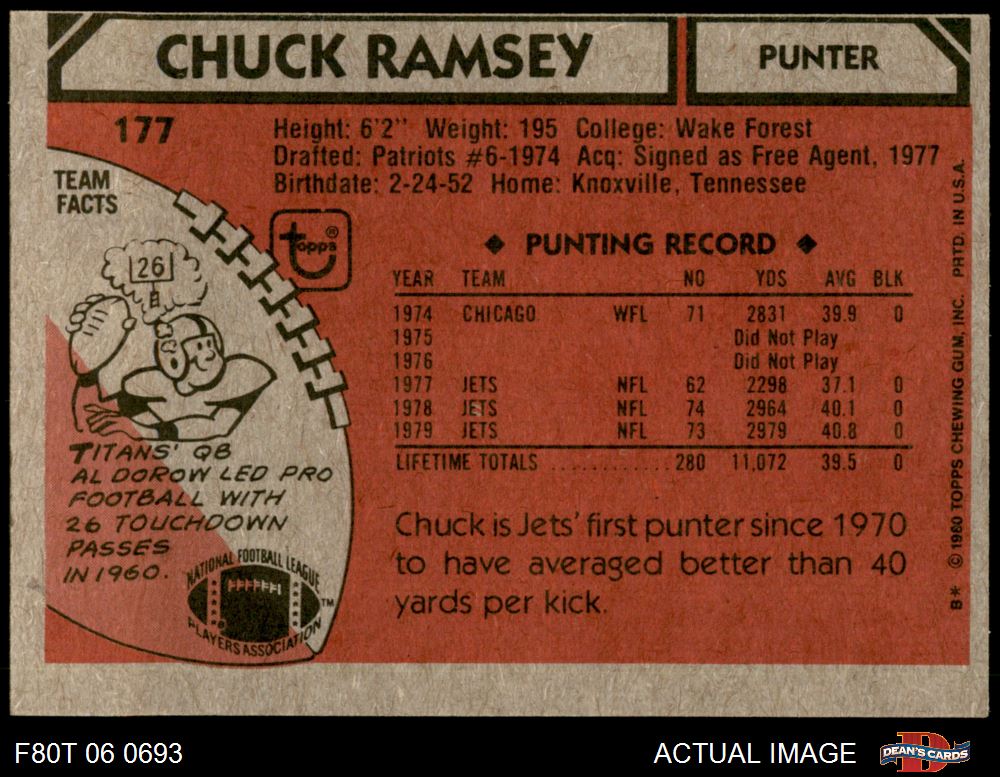 CHUCK RAMSEY
PUNTER
177
Height: 6'2" Weight: 195 College: Wake Forest
Drafted: Patriots #6-1974 Acq: Signed as Free Agent, 1977
Birthdate: 2-24-52 Home: Knoxville, Tennessee
TEAM
FACTS
26
TITANS' QB
AL DOROW LED PRO
FOOTBALL WITH
26 TOUCHDOWN
PASSES
IN 1960.
NATIONAL FOOTBALL LEAGUE
PLAYERS ASSOCIATION ™
topps ®
◆ PUNTING RECORD ◆
YEAR TEAM NO YDS AVG BLK
1974 CHICAGO WFL 71 2831 39.9 0
1975 Did Not Play
1976 Did Not Play
1977 JETS NFL 62 2298 37.1 0
1978 JETS NFL 74 2964 40.1 0
1979 JETS NFL 73 2979 40.8 0
LIFETIME TOTALS ............ 280 11,072 39.5 0
Chuck is Jets' first punter since 1970
to have averaged better than 40
yards per kick.
B* © 1980 TOPPS CHEWING GUM, INC. PRTD. IN U.S.A.
F80T 06 0693
ACTUAL IMAGE
D
DEAN'S CARDS